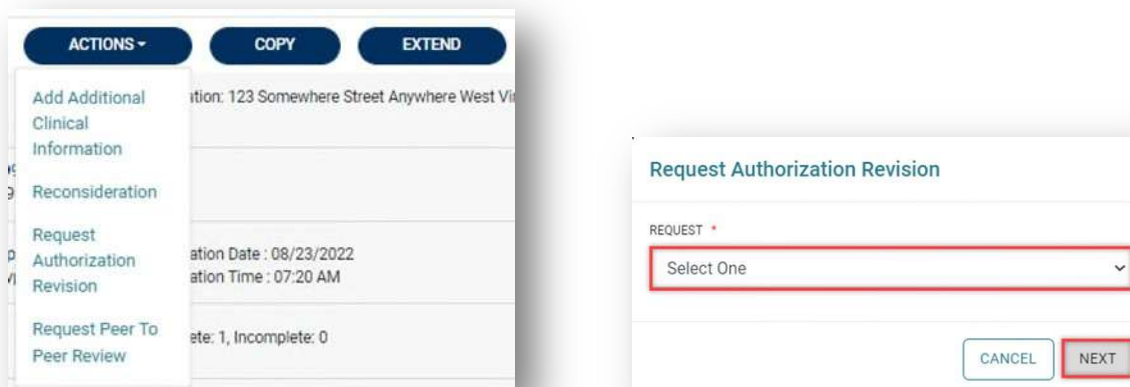 ACTIONS
COPY
EXTEND
Add Additional
Clinical
Information
Reconsideration
Request
Authorization
Revision
Request Peer To
Peer Review
ation: 123 Somewhere Street Anywhere West Vi
ation Date : 08/23/2022
ation Time : 07:20 AM
ete: 1, Incomplete: 0
Request Authorization Revision
REQUEST *
Select One
CANCEL
NEXT